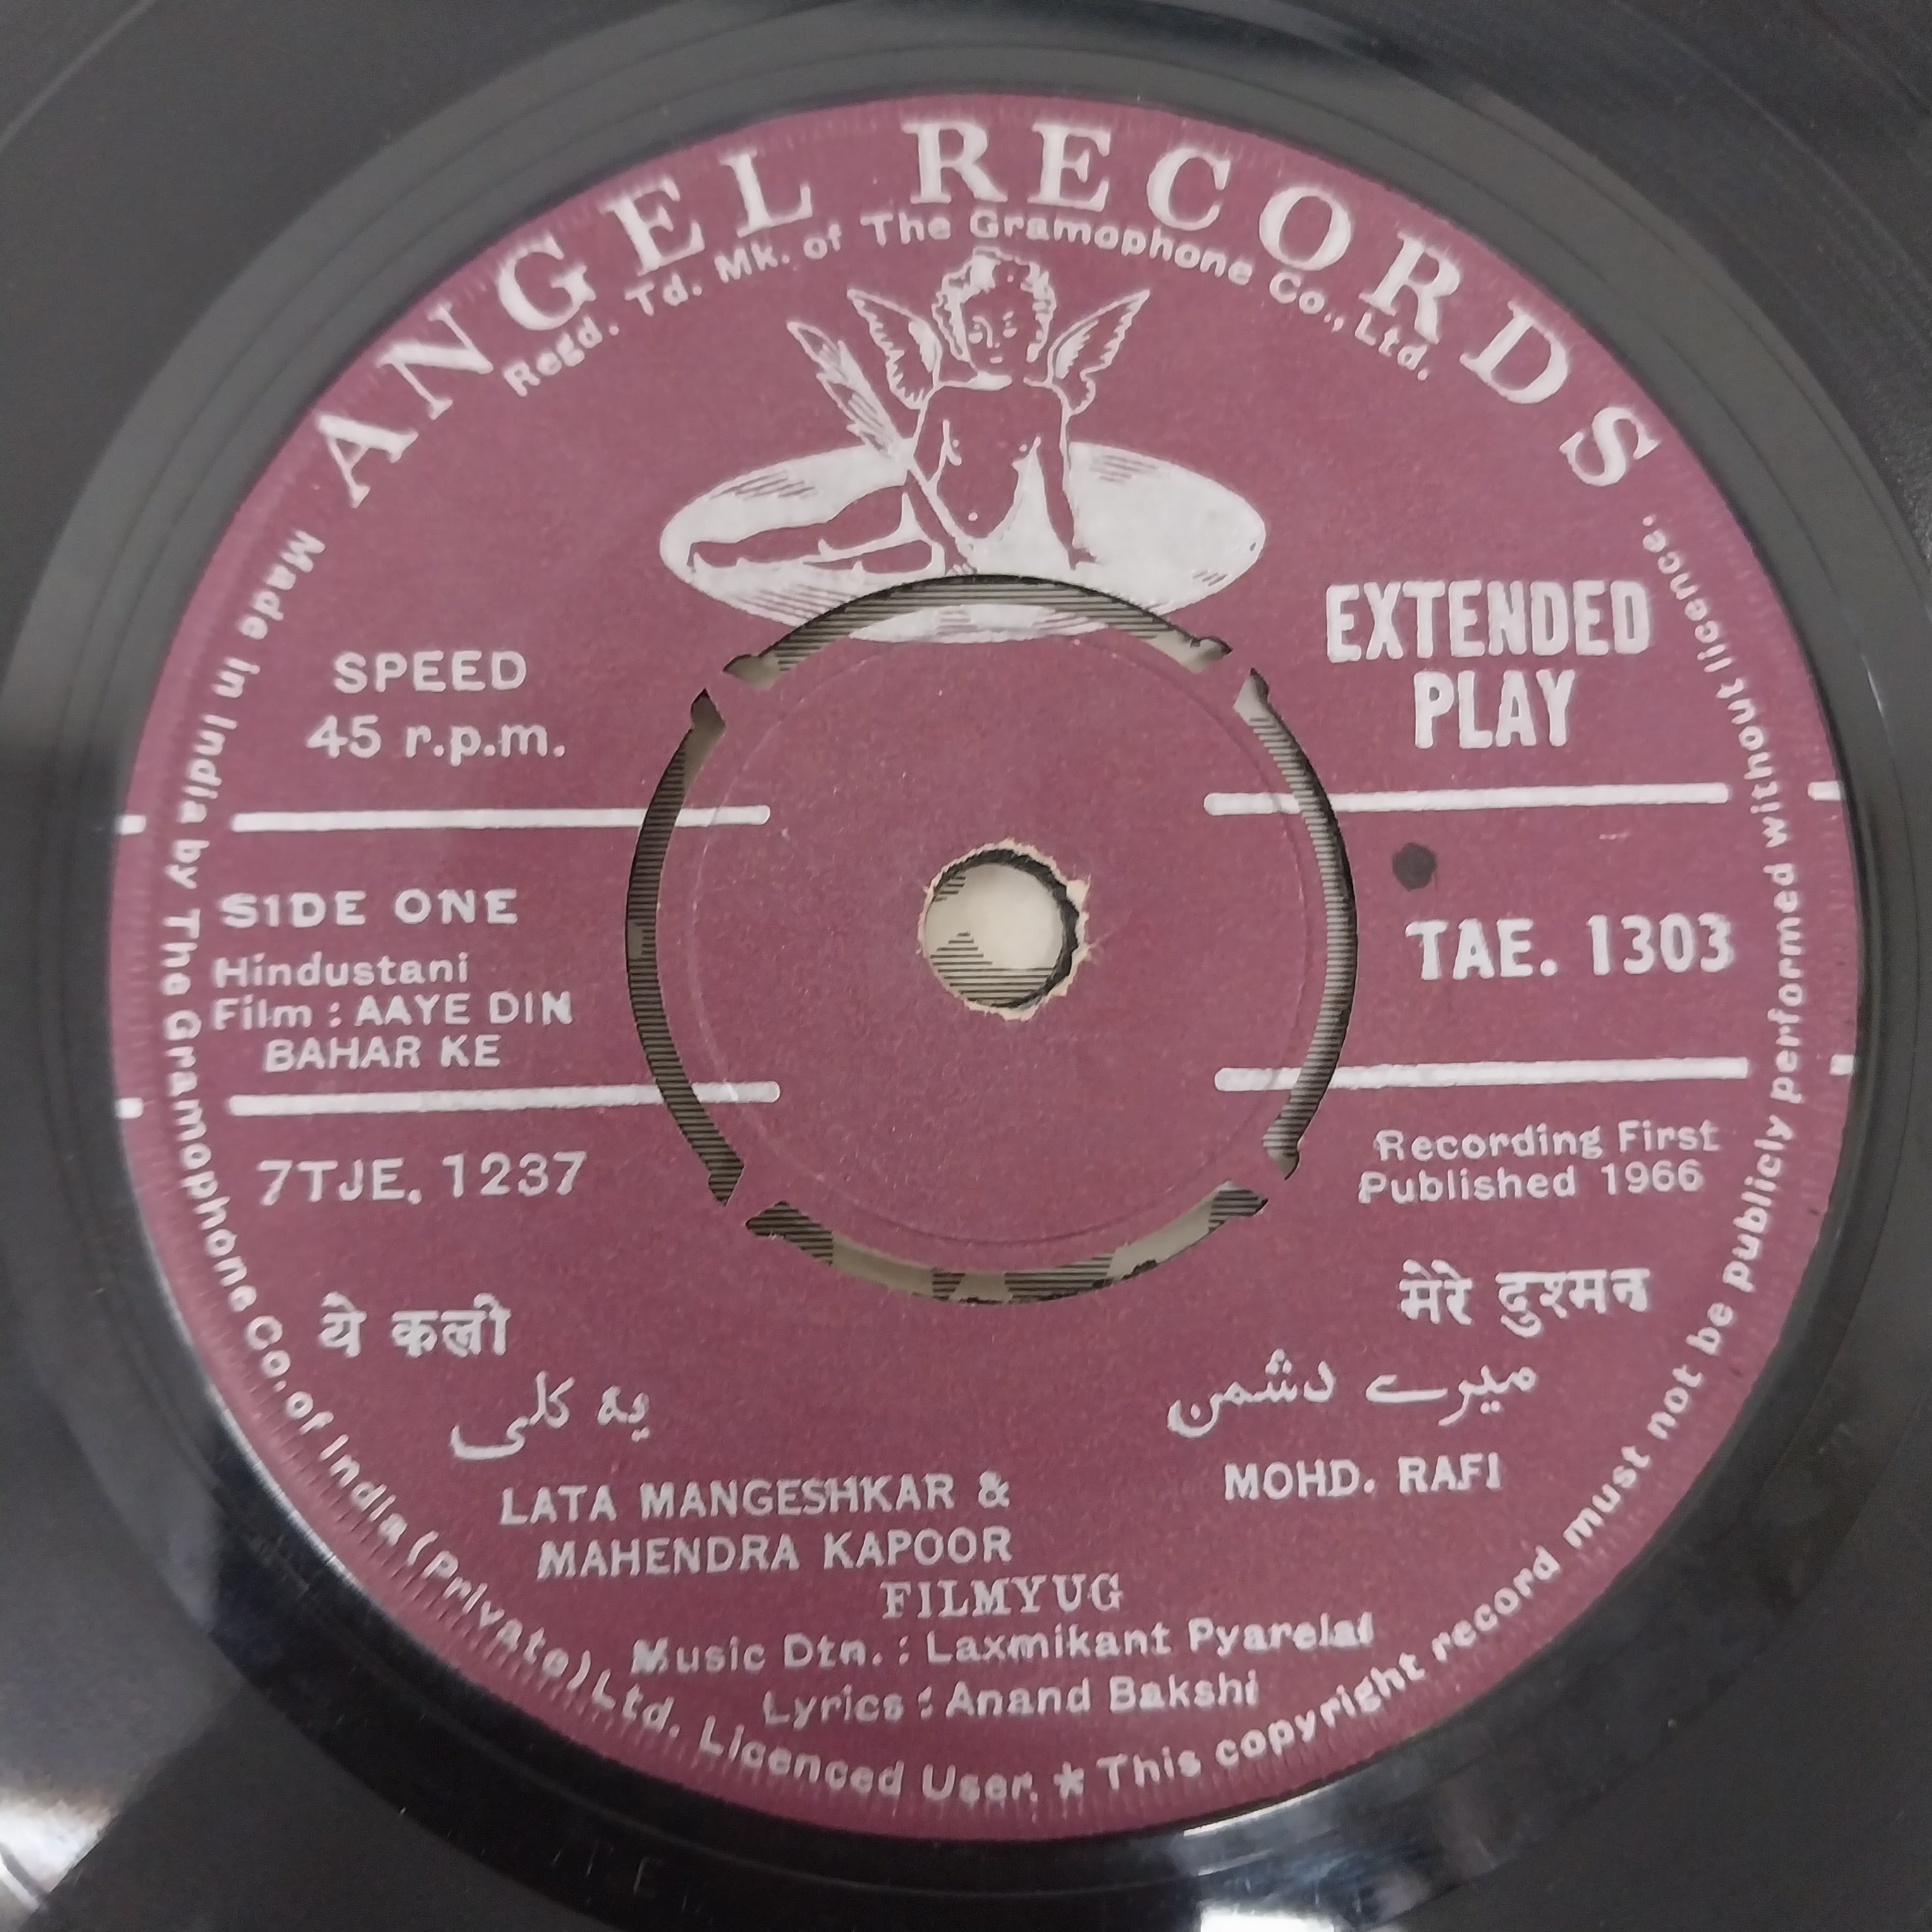 ANGEL RECORDS
Regd. Td. Mk. of The Gramophone Co., Ltd.
SPEED
45 r.p.m.
EXTENDED
PLAY
SIDE ONE
Hindustani
Film : AAYE DIN
BAHAR KE
TAE. 1303
7TJE. 1237
Recording First
Published 1966
ये कली
یہ کلی
LATA MANGESHKAR &
MAHENDRA KAPOOR
मेरे दुश्मन
میرے دشمن
MOHD. RAFI
FILMYUG
Music Dtn. : Laxmikant Pyarelal
Lyrics : Anand Bakshi
Made in India by The Gramophone Co. of India (Private) Ltd. Licenced User. * This copyright record must not be publicly performed without licence.